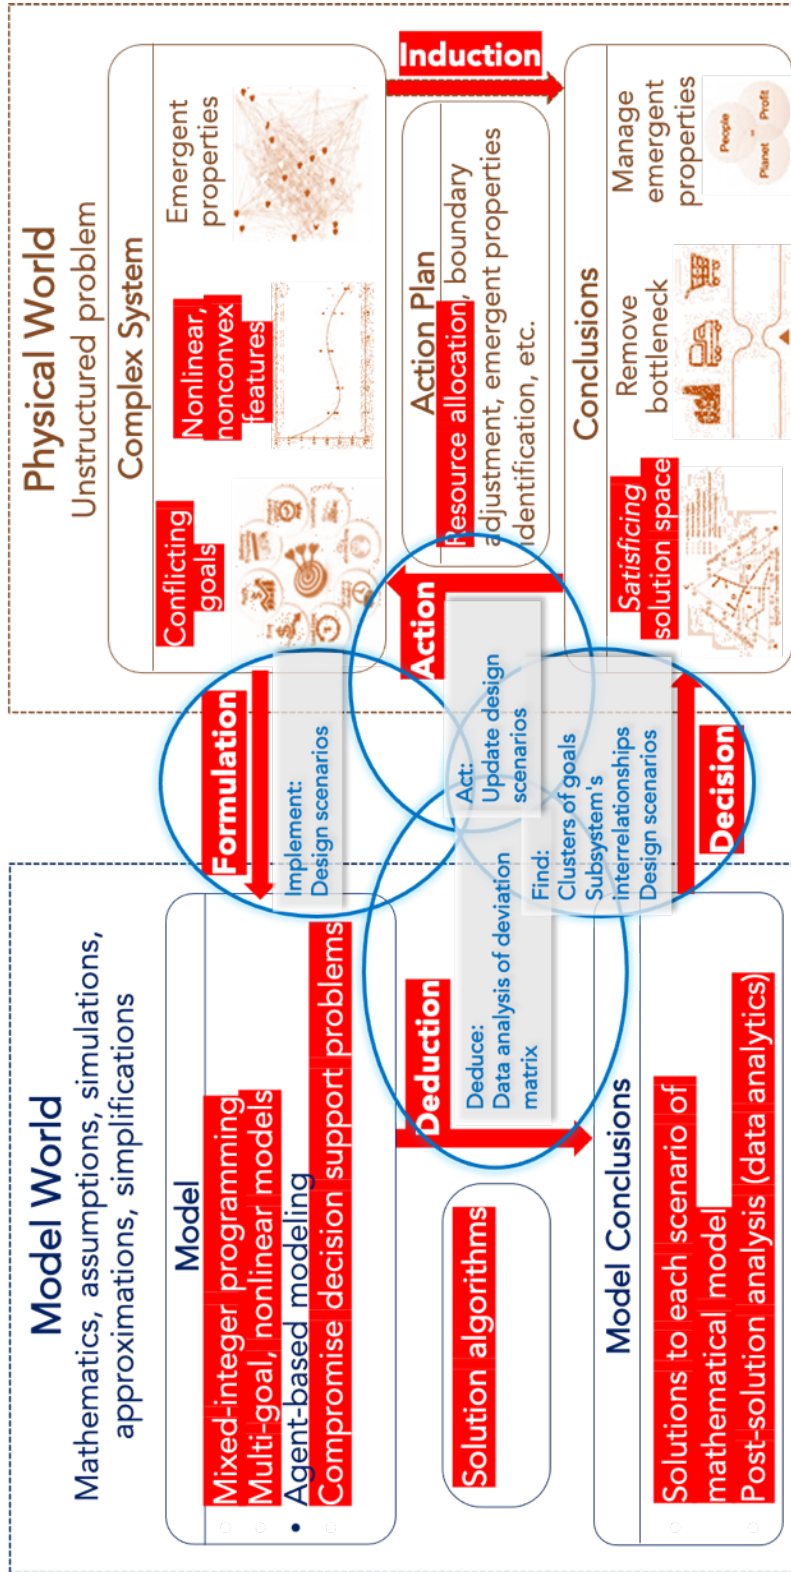 Model World
Mathematics, assumptions, simulations,
approximations, simplifications
Model
Mixed-integer programming
Multi-goal, nonlinear models
Agent-based modeling
Compromise decision support problems
Solution algorithms
Deduction
Model Conclusions
Solutions to each scenario of
mathematical model
Post-solution analysis (data analytics)
Formulation
Implement:
Design scenarios
Deduce:
Data analysis of deviation
matrix
Act:
Update design
scenarios
Find:
Clusters of goals
Subsystem's
interrelationships
Design scenarios
Decision
Action
Physical World
Unstructured problem
Complex System
Conflicting
goals
Nonlinear,
nonconvex
features
Emergent
properties
Induction
Action Plan
Resource allocation, boundary
adjustment, emergent properties
identification, etc.
Conclusions
Satisficing
solution space
Remove
bottleneck
Manage
emergent
properties
People
Planet
Profit